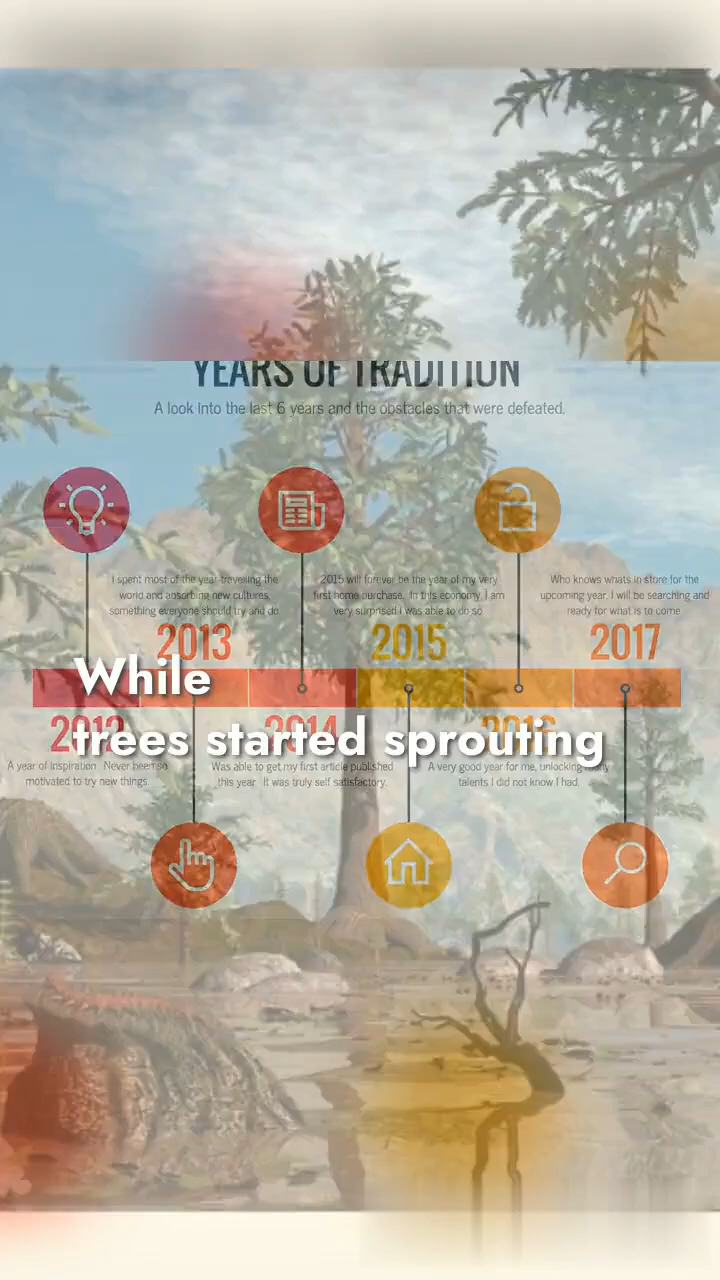 YEARS OF TRADITION
A look into the last 6 years and the obstacles that were defeated.
I spent most of the year travelling the
world and absorbing new cultures,
something everyone should try and do.
2013
2015 will forever be the year of my very
first home purchase. In this economy, I am
very surprised I was able to do so.
2015
Who knows whats in store for the
upcoming year. I will be searching and
ready for what is to come
2017
While
trees started sprouting
2012
A year of inspiration. Never been so
motivated to try new things.
2014
Was able to get my first article published
this year. It was truly self satisfactory.
2016
A very good year for me, unlocking many
talents I did not know I had.